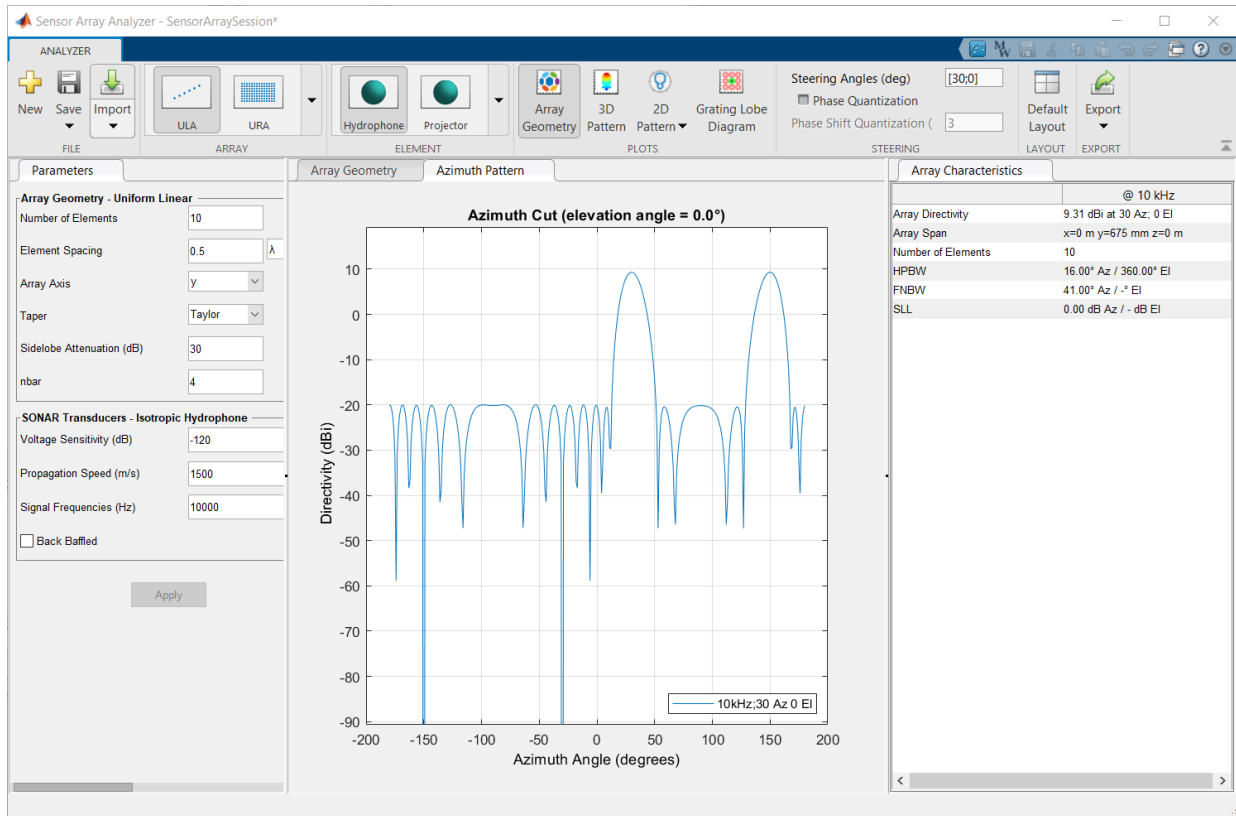 Sensor Array Analyzer - SensorArraySession*
ANALYZER
New Save Import
ULA URA
Hydrophone Projector
Array Geometry
3D Pattern
2D Pattern
Grating Lobe Diagram
Steering Angles (deg) [30;0]
Phase Quantization
Phase Shift Quantization ( 3
Default Layout
Export
FILE ARRAY ELEMENT PLOTS STEERING LAYOUT EXPORT
Parameters
Array Geometry - Uniform Linear
Number of Elements 10
Element Spacing 0.5 λ
Array Axis y
Taper Taylor
Sidelobe Attenuation (dB) 30
nbar 4
SONAR Transducers - Isotropic Hydrophone
Voltage Sensitivity (dB) -120
Propagation Speed (m/s) 1500
Signal Frequencies (Hz) 10000
Back Baffled
Apply
Array Geometry Azimuth Pattern
Azimuth Cut (elevation angle = 0.0°)
Directivity (dBi)
10
0
-10
-20
-30
-40
-50
-60
-70
-80
-90
-200 -150 -100 -50 0 50 100 150 200
Azimuth Angle (degrees)
10kHz;30 Az 0 El
Array Characteristics
@ 10 kHz
Array Directivity 9.31 dBi at 30 Az; 0 El
Array Span x=0 m y=675 mm z=0 m
Number of Elements 10
HPBW 16.00° Az / 360.00° El
FNBW 41.00° Az / -° El
SLL 0.00 dB Az / - dB El